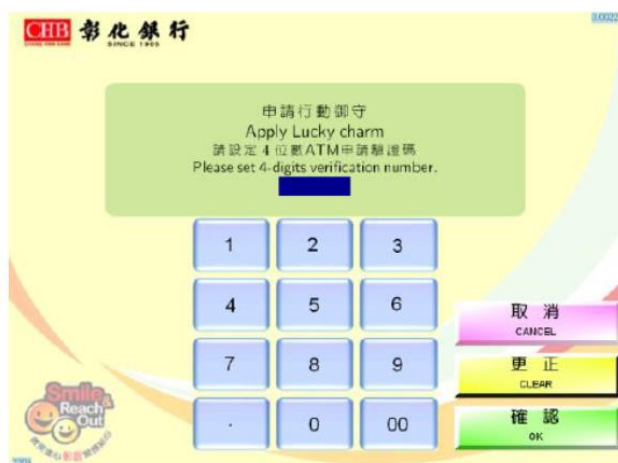 CHB 彰化銀行
CHANG HWA BANK
SINCE 1905
申請行動御守
Apply Lucky charm
請設定4位數ATM申請驗證碼
Please set 4-digits verification number.
1 2 3
4 5 6
7 8 9
. 0 00
取消
CANCEL
更正
CLEAR
確認
OK
Smile
Reach
Out